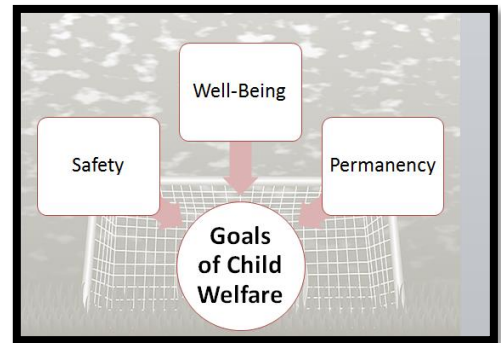 Well-Being
Safety
Permanency
Goals
of Child
Welfare